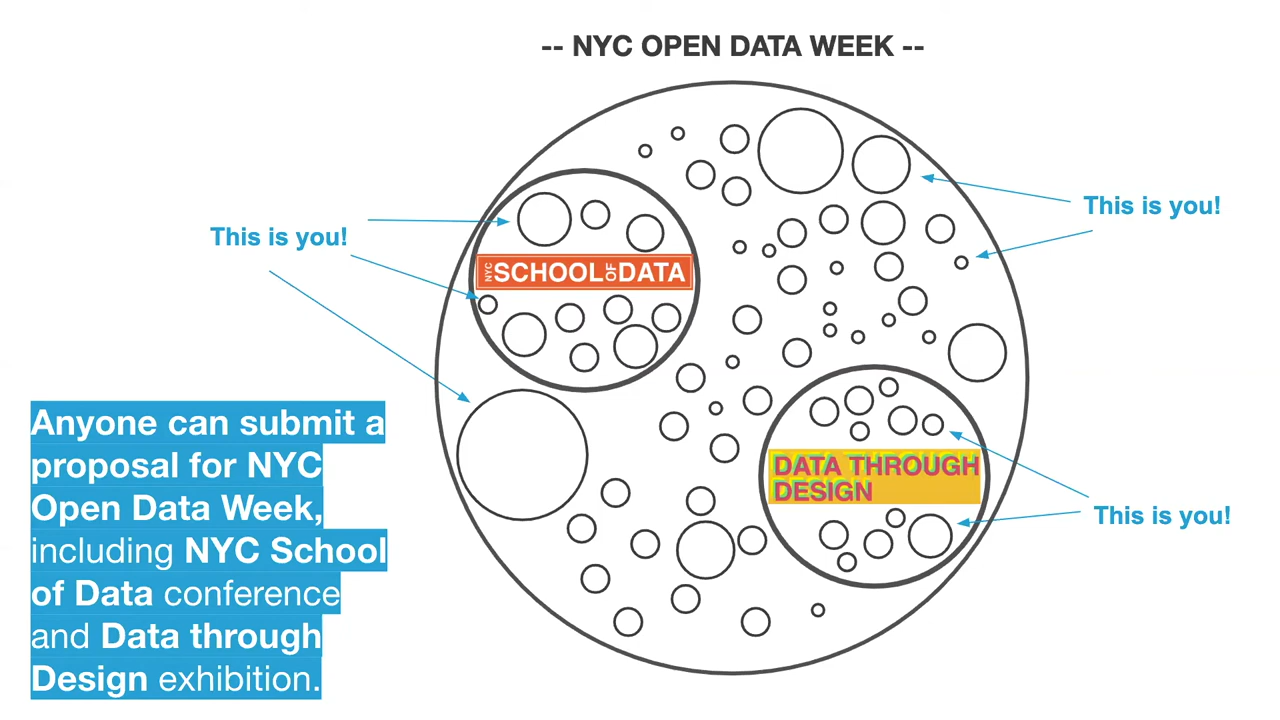 -- NYC OPEN DATA WEEK --
This is you!
This is you!
NYC SCHOOL OF DATA
Anyone can submit a
proposal for NYC
Open Data Week,
including NYC School
of Data conference
and Data through
Design exhibition.
DATA THROUGH
DESIGN
This is you!